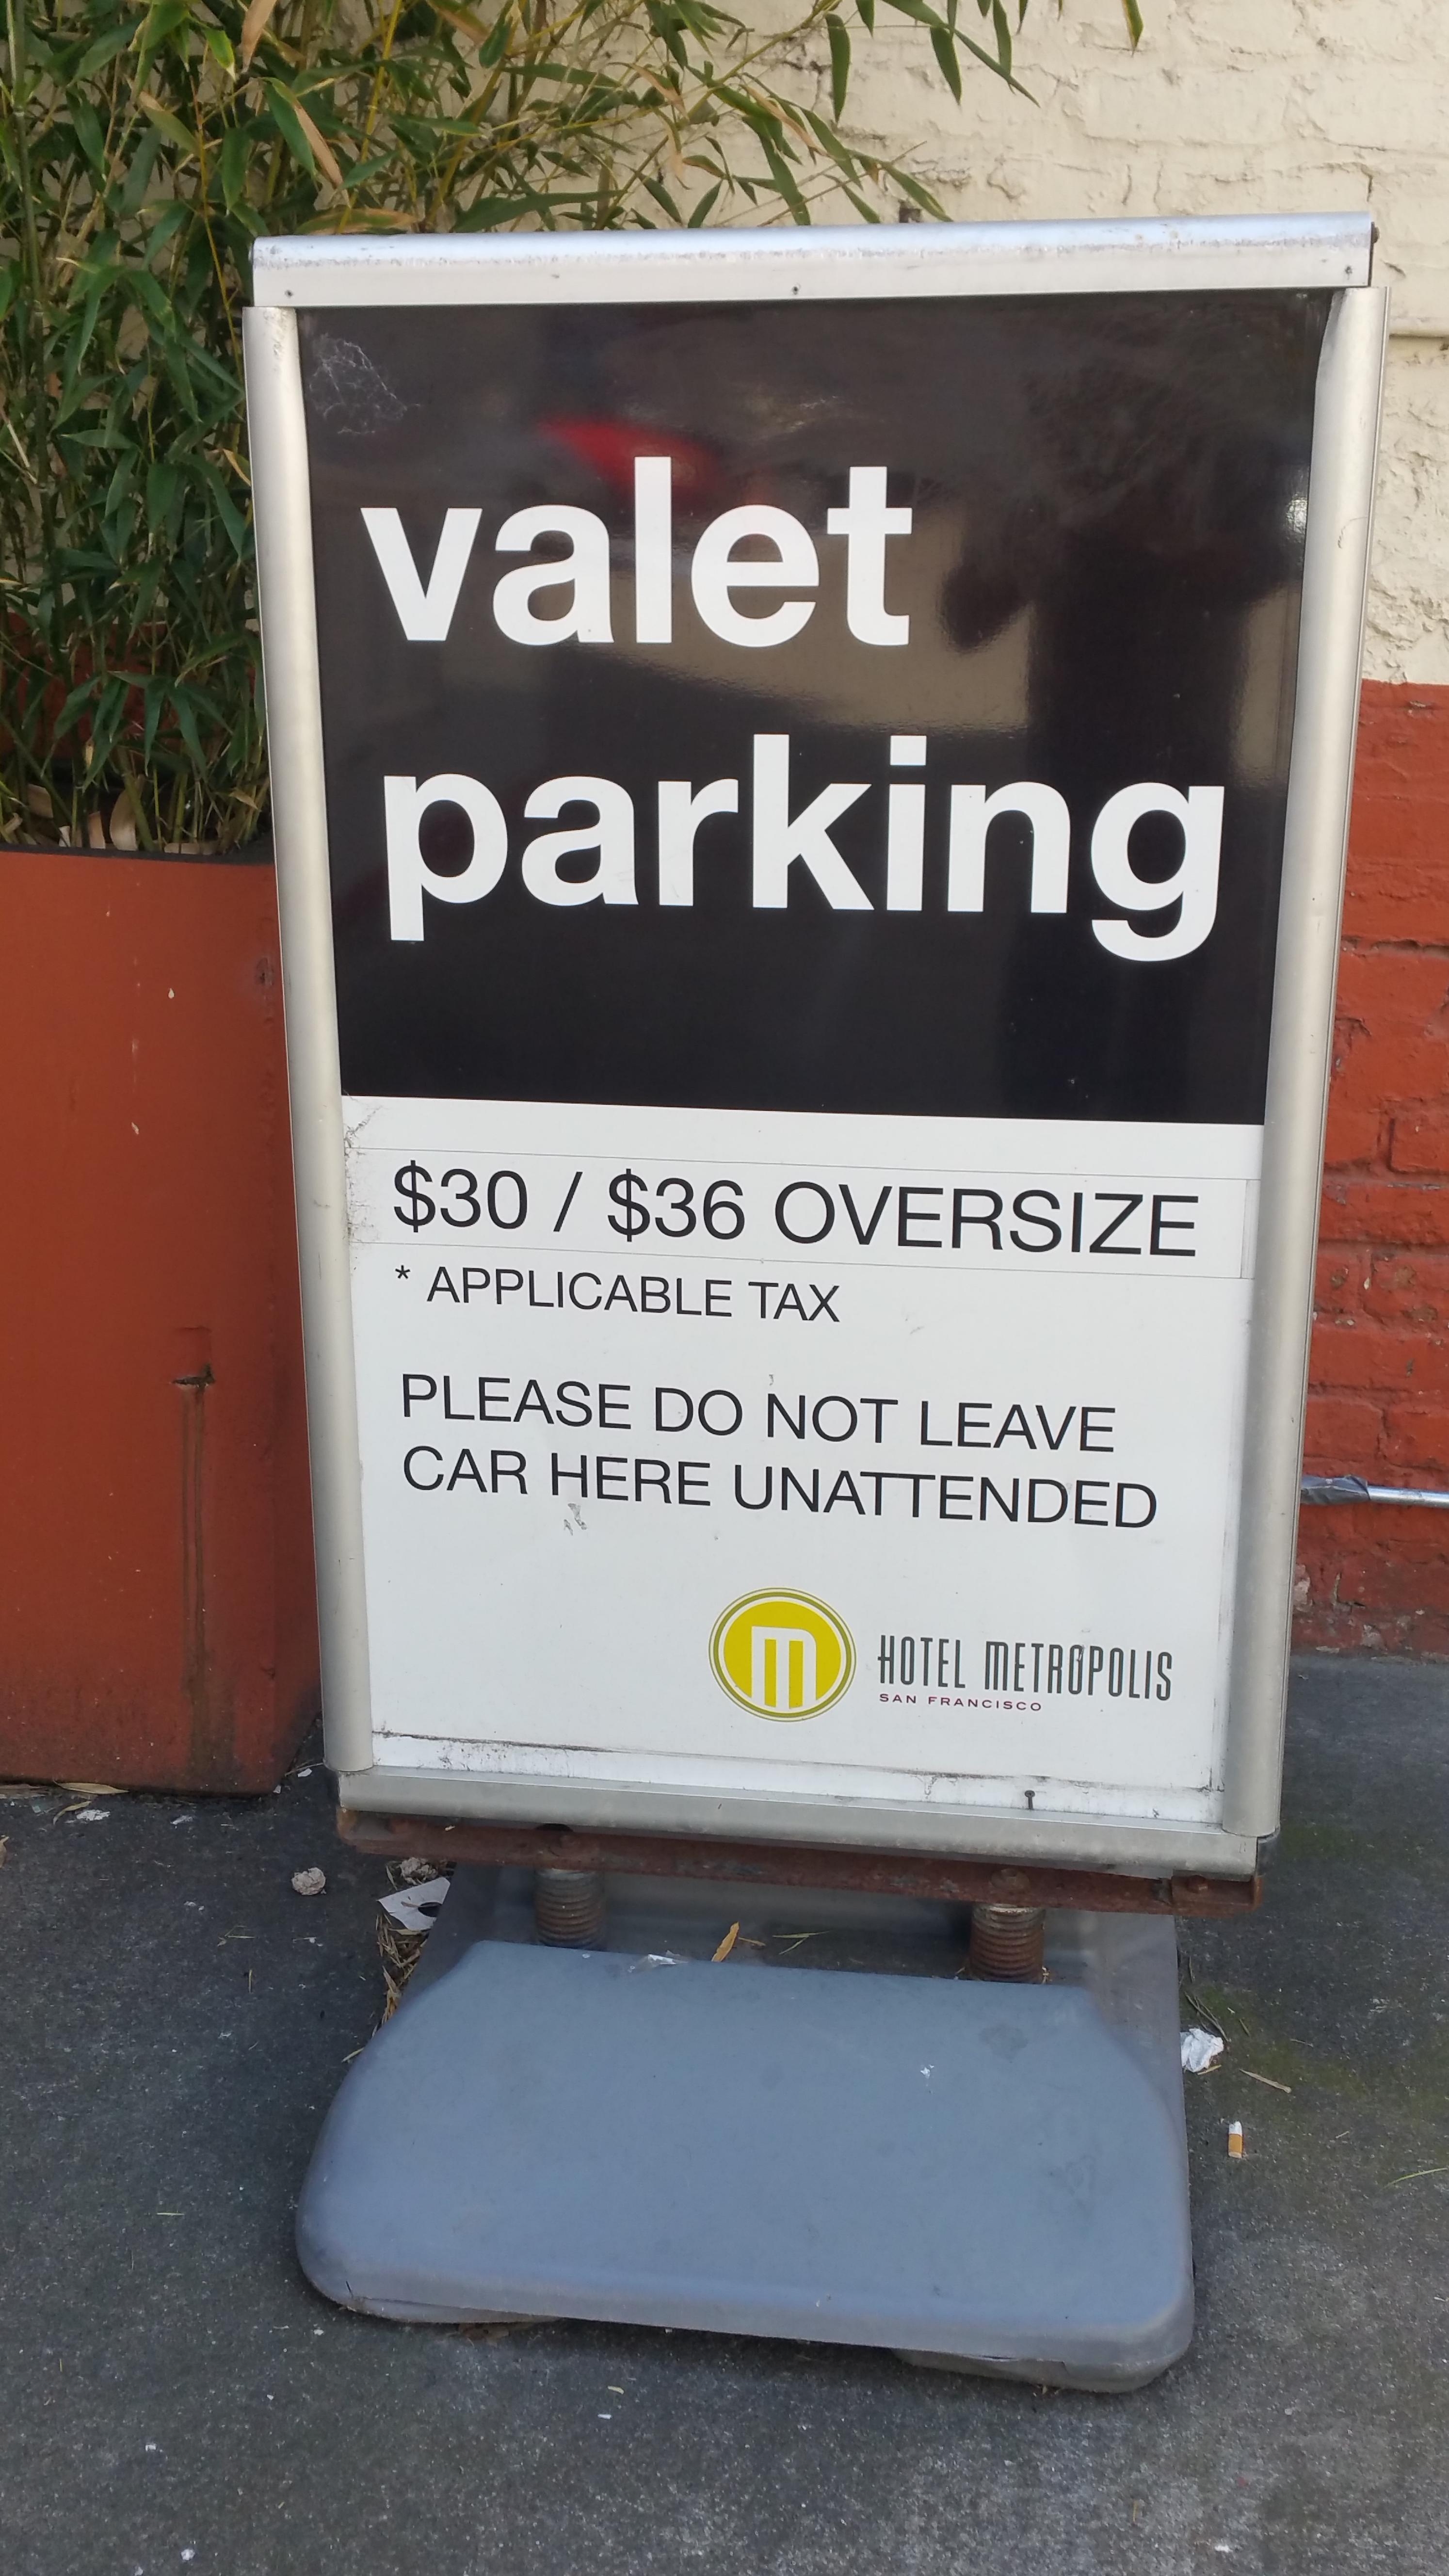 valet
parking
$30 / $36 OVERSIZE
* APPLICABLE TAX
PLEASE DO NOT LEAVE
CAR HERE UNATTENDED
M HOTEL METROPOLIS
SAN FRANCISCO